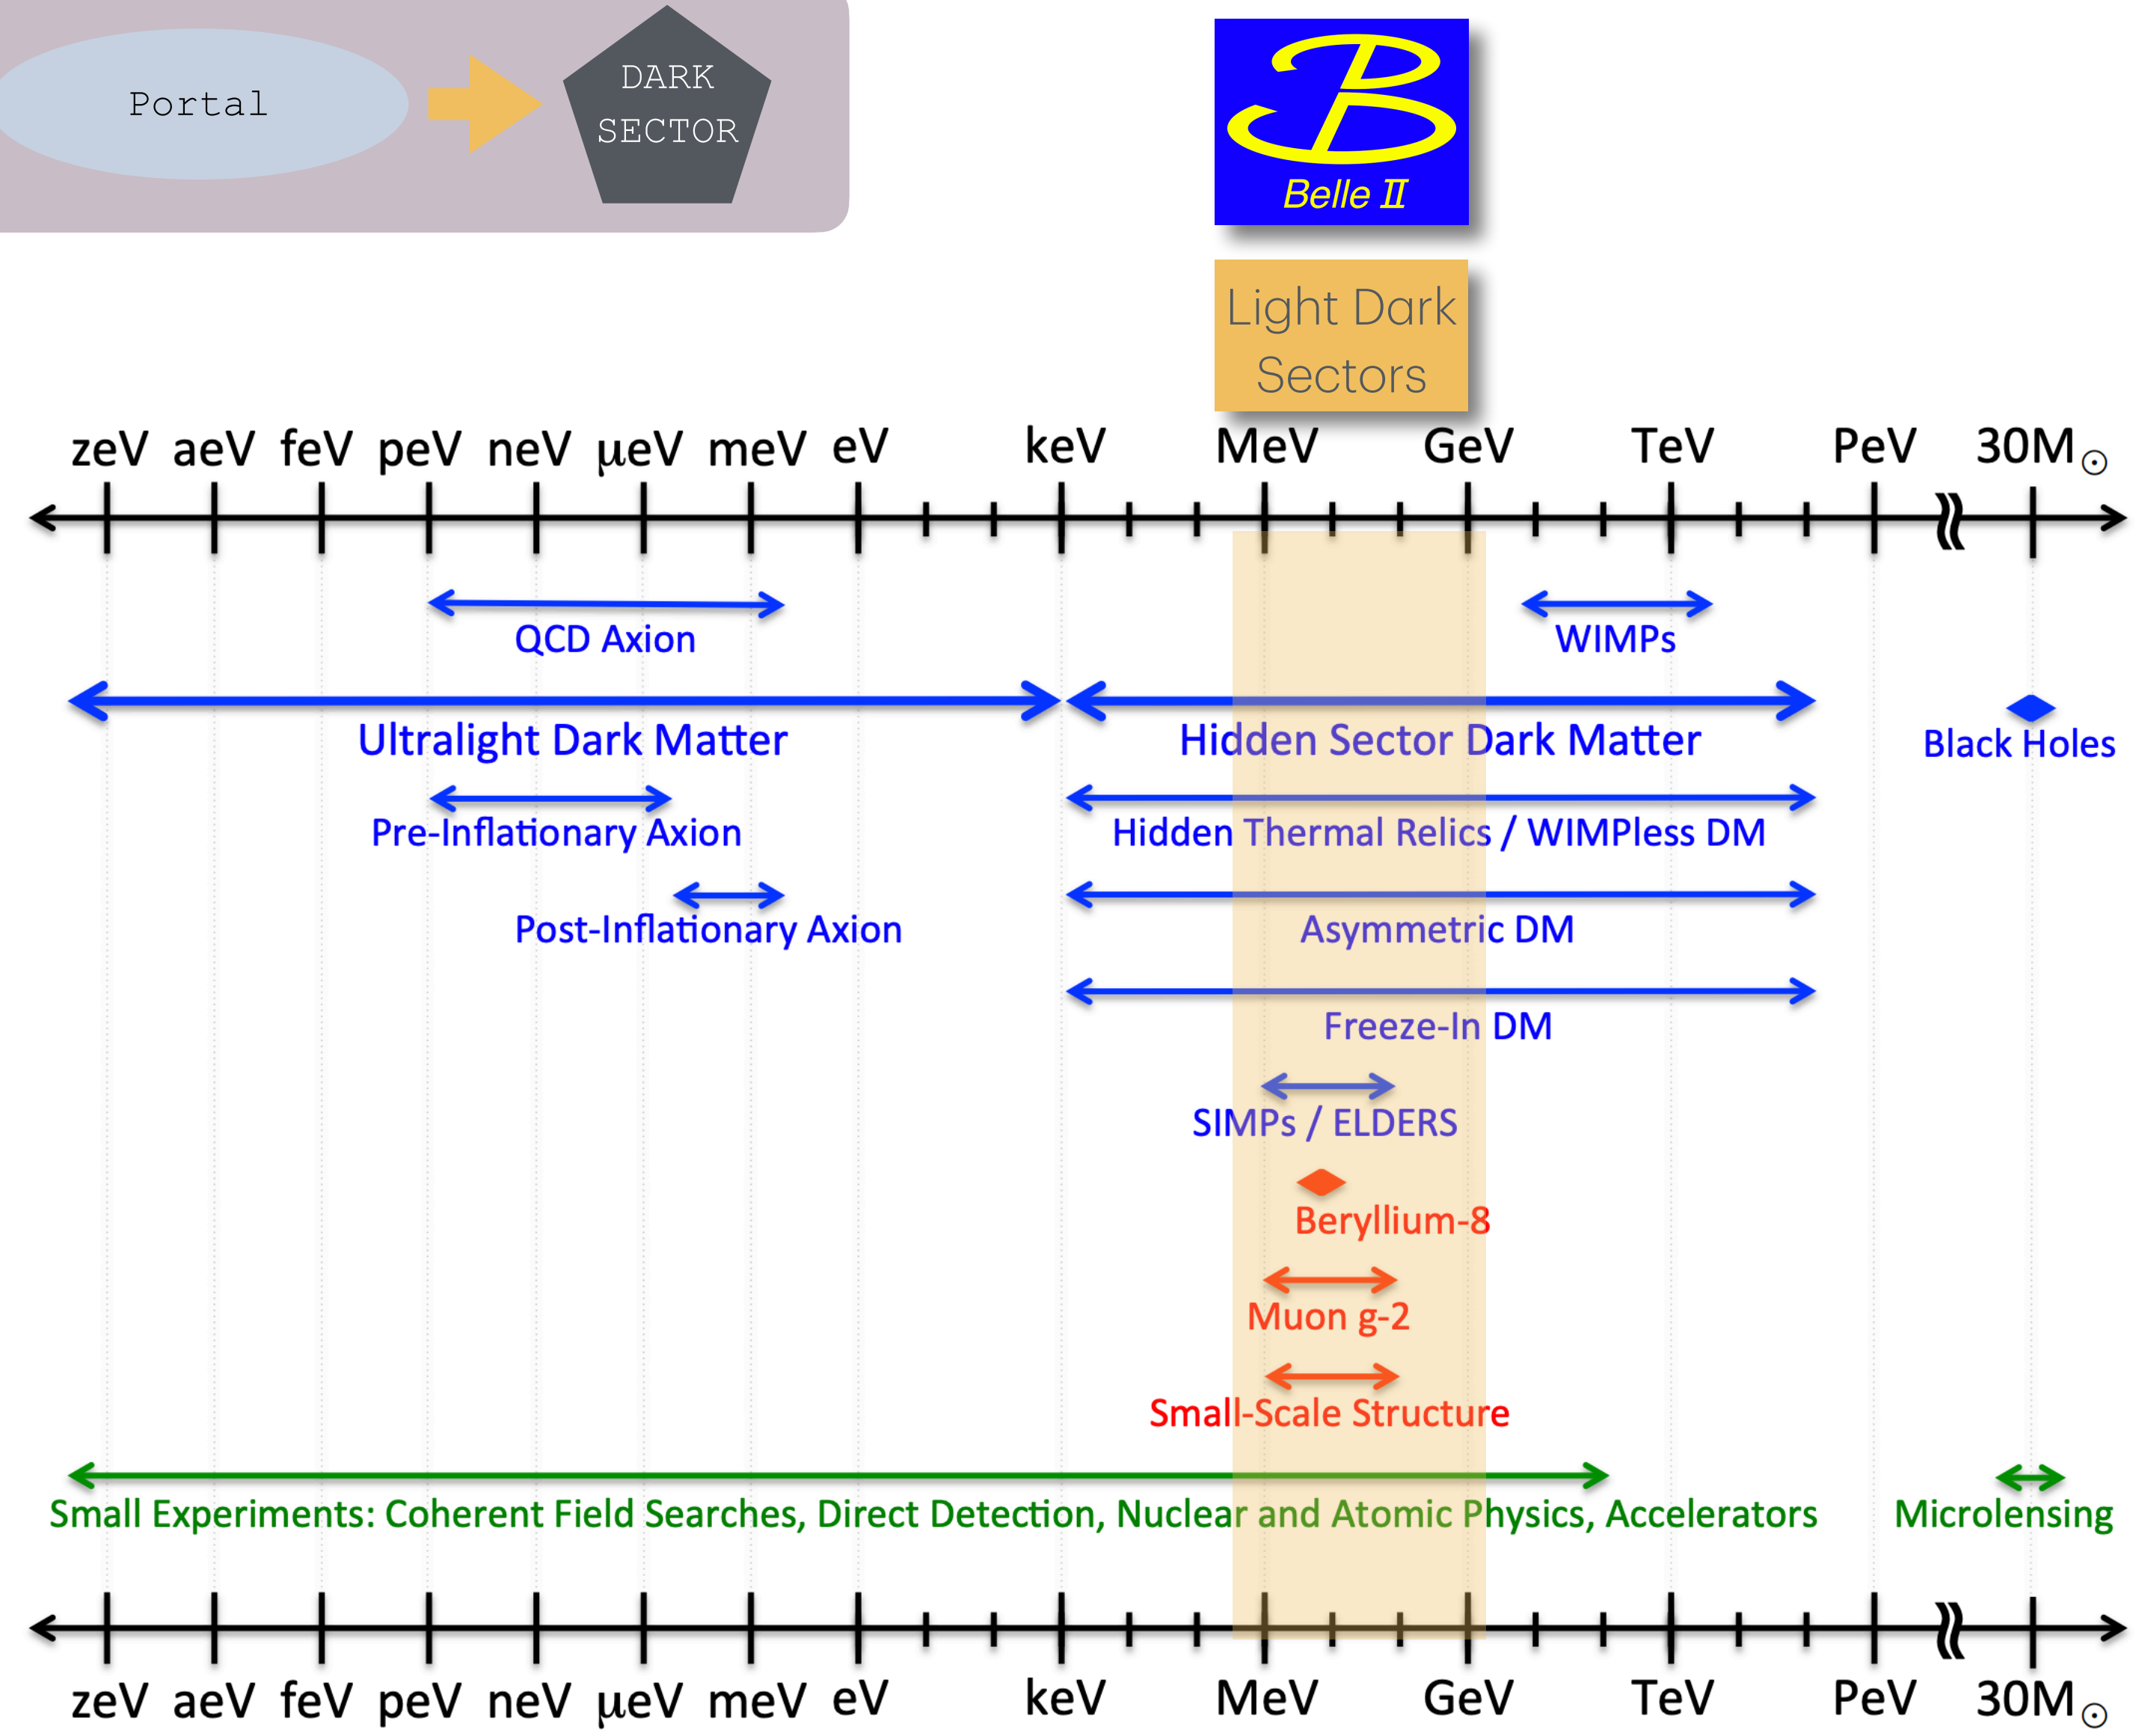 Portal
DARK
SECTOR
B
Belle II
Light Dark
Sectors
zeV aeV feV peV neV μeV meV eV keV MeV GeV TeV PeV 30M☉
QCD Axion
WIMPs
Ultralight Dark Matter
Hidden Sector Dark Matter
Black Holes
Pre-Inflationary Axion
Hidden Thermal Relics / WIMPless DM
Post-Inflationary Axion
Asymmetric DM
Freeze-In DM
SIMPs / ELDERS
Beryllium-8
Muon g-2
Small-Scale Structure
Small Experiments: Coherent Field Searches, Direct Detection, Nuclear and Atomic Physics, Accelerators
Microlensing
zeV aeV feV peV neV μeV meV eV keV MeV GeV TeV PeV 30M☉